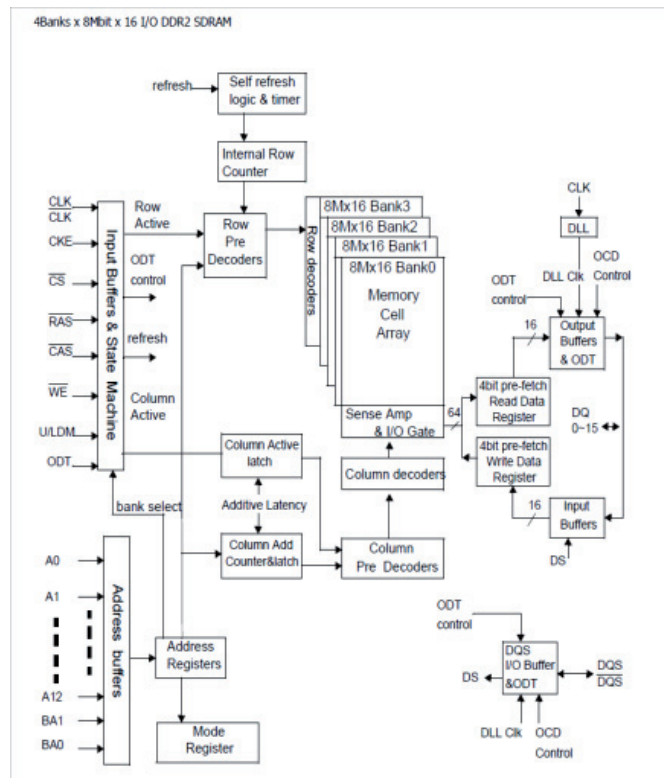 4Banks x 8Mbit x 16 I/O DDR2 SDRAM
refresh
Self refresh
logic & timer
Internal Row
Counter
CLK
CLK
CKE
CS
RAS
CAS
WE
U/LDM
ODT
Input Buffers & State Machine
Row
Active
ODT
control
refresh
Column
Active
bank select
Row
Pre
Decoders
Row decoders
8Mx16 Bank3
8Mx16 Bank2
8Mx16 Bank1
8Mx16 Bank0
Memory
Cell
Array
Sense Amp
& I/O Gate
64
Column decoders
Column Active
latch
Additive Latency
Column Add
Counter&latch
Column
Pre Decoders
4bit pre-fetch
Read Data
Register
4bit pre-fetch
Write Data
Register
16
16
CLK
DLL
DLL Clk
OCD
Control
ODT
control
Output
Buffers
& ODT
DQ
0~15
Input
Buffers
DS
A0
A1
A12
BA1
BA0
Address buffers
Address
Registers
Mode
Register
ODT
control
DQS
I/O Buffer
&ODT
DS
DQS
DQS
DLL Clk
OCD
Control